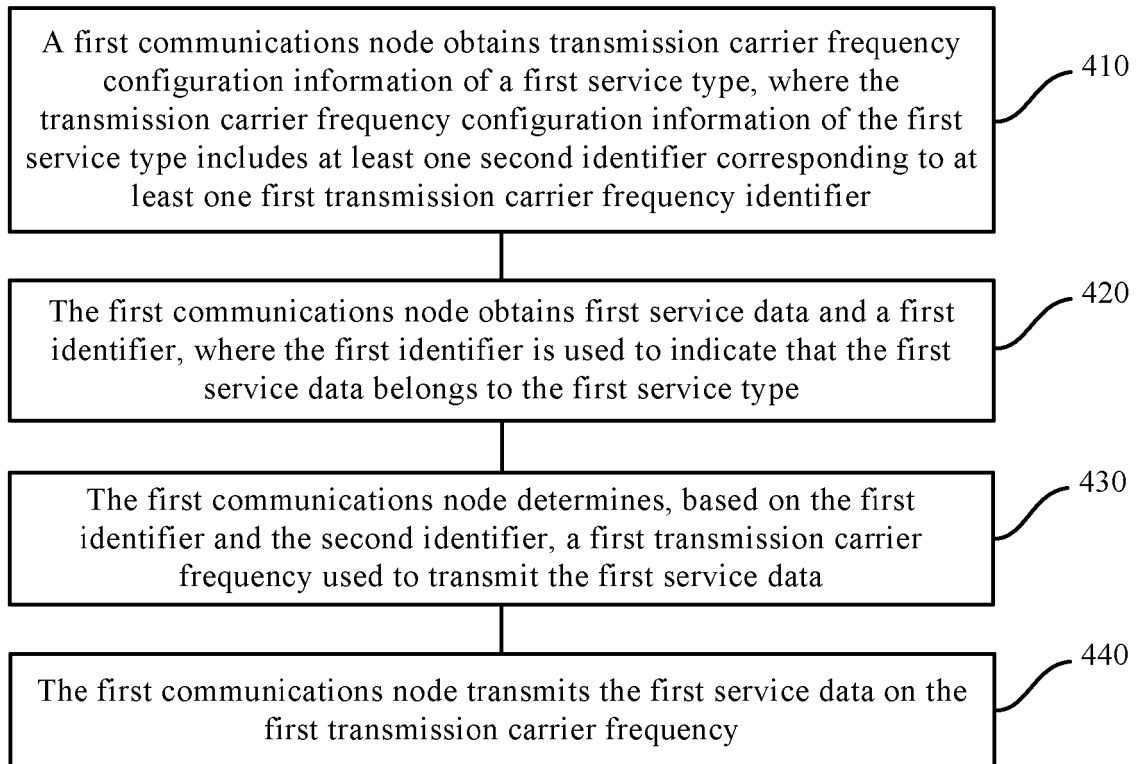 A first communications node obtains transmission carrier frequency
configuration information of a first service type, where the
transmission carrier frequency configuration information of the first
service type includes at least one second identifier corresponding to at
least one first transmission carrier frequency identifier
410
The first communications node obtains first service data and a first
identifier, where the first identifier is used to indicate that the first
service data belongs to the first service type
420
The first communications node determines, based on the first
identifier and the second identifier, a first transmission carrier
frequency used to transmit the first service data
430
The first communications node transmits the first service data on the
first transmission carrier frequency
440